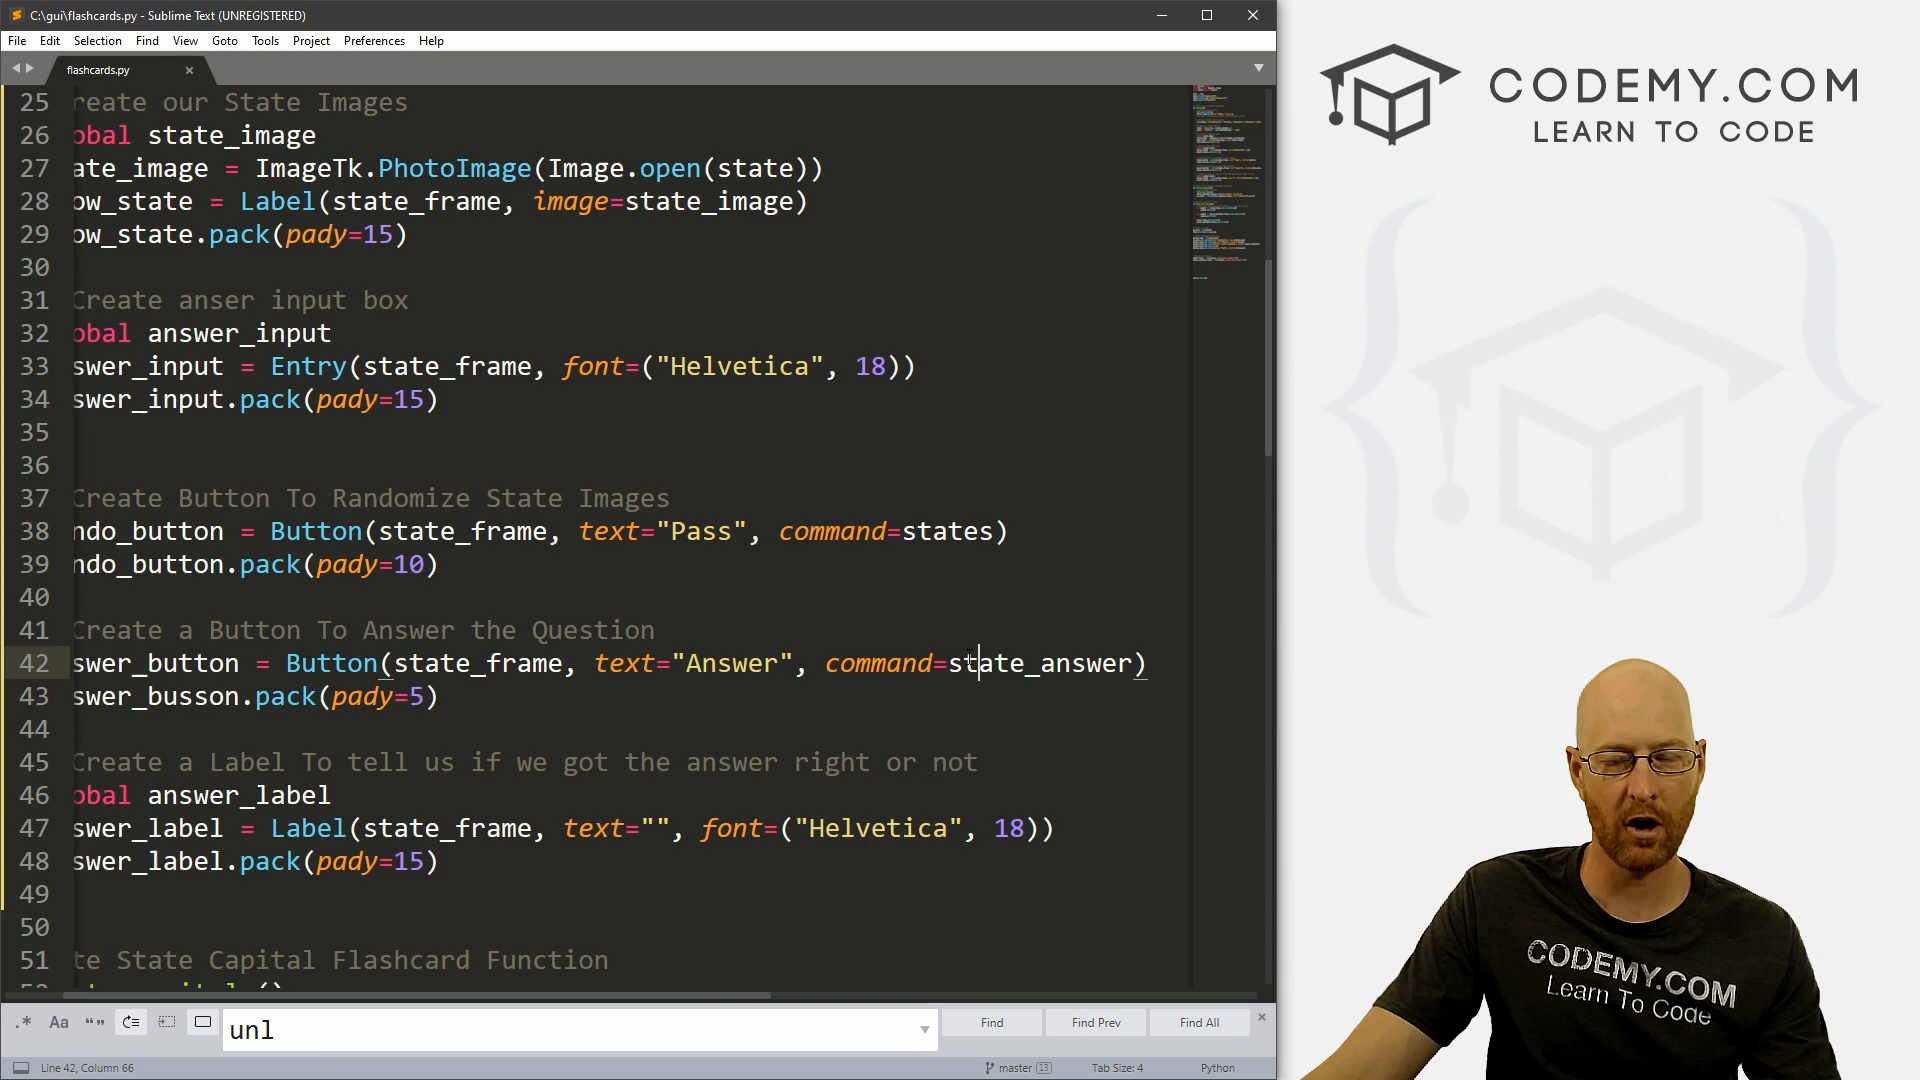 C:\gui\flashcards.py - Sublime Text (UNREGISTERED)
File Edit Selection Find View Goto Tools Project Preferences Help
flashcards.py
25 reate our State Images
26 obal state_image
27 ate_image = ImageTk.PhotoImage(Image.open(state))
28 ow_state = Label(state_frame, image=state_image)
29 ow_state.pack(pady=15)
30
31 Create anser input box
32 obal answer_input
33 swer_input = Entry(state_frame, font=("Helvetica", 18))
34 swer_input.pack(pady=15)
35
36
37 Create Button To Randomize State Images
38 ndo_button = Button(state_frame, text="Pass", command=states)
39 ndo_button.pack(pady=10)
40
41 Create a Button To Answer the Question
42 swer_button = Button(state_frame, text="Answer", command=state_answer)
43 swer_busson.pack(pady=5)
44
45 Create a Label To tell us if we got the answer right or not
46 obal answer_label
47 swer_label = Label(state_frame, text="", font=("Helvetica", 18))
48 swer_label.pack(pady=15)
49
50
51 te State Capital Flashcard Function
.* Aa “” unl Find Find Prev Find All
Line 42, Column 66 master 13 Tab Size: 4 Python
CODEMY.COM
LEARN TO CODE
CODEMY.COM
Learn To Code